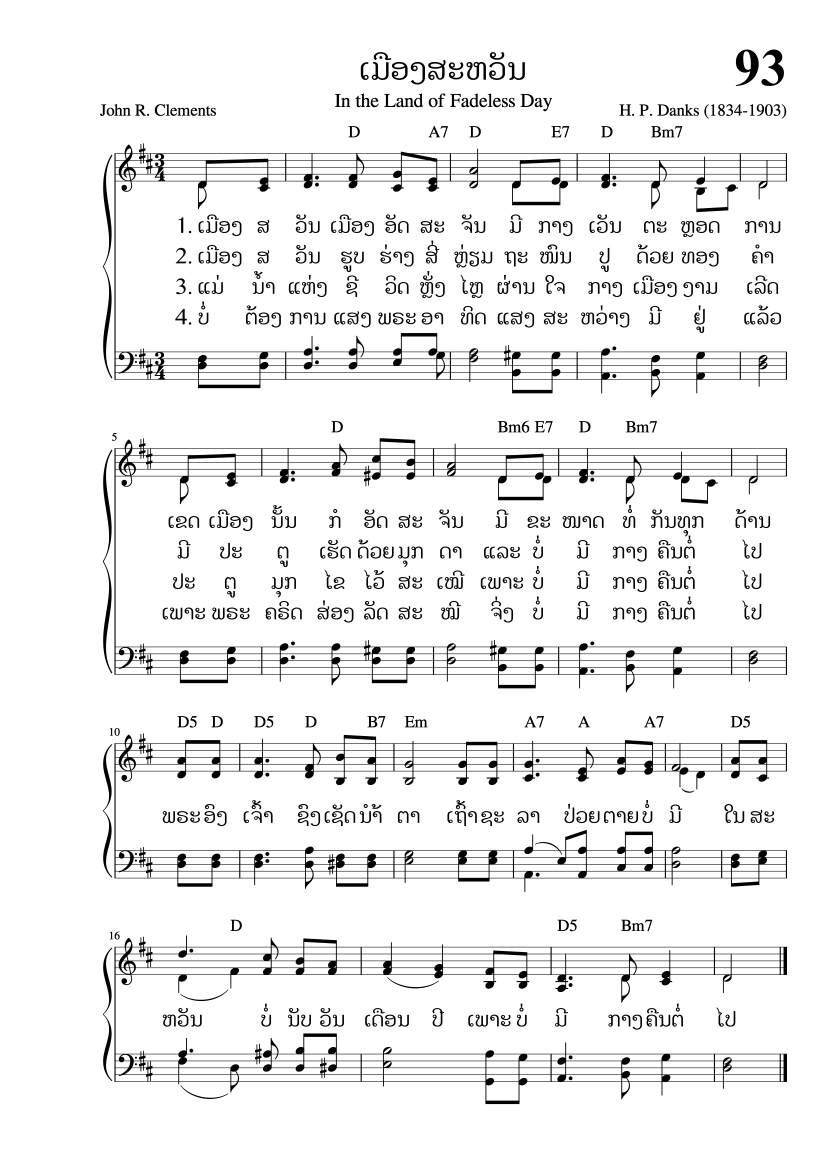 ເມືອງສະຫວັນ
93
In the Land of Fadeless Day
John R. Clements
H. P. Danks (1834-1903)
D A7 D E7 D Bm7
1. ເມືອງ ສ ວັນ ເມືອງ ອັດ ສະ ຈັນ ມີ ກາງ ເວັນ ຕະ ຫຼອດ ການ
2. ເມືອງ ສ ວັນ ຮູບ ຮ່າງ ສີ່ ຫຼ່ຽມ ຖະ ໜົນ ປູ ດ້ວຍ ທອງ ຄຳ
3. ແມ່ ນ້ຳ ແຫ່ງ ຊີ ວິດ ຫຼັ່ງ ໄຫຼ ຜ່ານ ໃຈ ກາງ ເມືອງ ງາມ ເລີດ
4. ບໍ່ ຕ້ອງ ການ ແສງ ພຣະ ອາ ທິດ ແສງ ສະ ຫວ່າງ ມີ ຢູ່ ແລ້ວ
5
D Bm6 E7 D Bm7
ເຂດ ເມືອງ ນັ້ນ ກໍ ອັດ ສະ ຈັນ ມີ ຂະ ໜາດ ທໍ່ ກັນທຸກ ດ້ານ
ມີ ປະ ຕູ ເຮັດ ດ້ວຍ ມຸກ ດາ ແລະ ບໍ່ ມີ ກາງ ຄືນຕໍ່ ໄປ
ປະ ຕູ ມຸກ ໄຂ ໄວ້ ສະ ເໝີ ເພາະ ບໍ່ ມີ ກາງ ຄືນຕໍ່ ໄປ
ເພາະ ພຣະ ຄຣິດ ສ່ອງ ລັດ ສະ ໝີ ຈິ່ງ ບໍ່ ມີ ກາງ ຄືນຕໍ່ ໄປ
10
D5 D D5 D B7 Em A7 A A7 D5
ພຣະ ອົງ ເຈົ້າ ຊົງ ເຊັດ ນ້ຳ ຕາ ເຖົ້າ ຊະ ລາ ປ່ວຍ ຕາຍ ບໍ່ ມີ ໃນ ສະ
16
D D5 Bm7
ຫວັນ ບໍ່ ນັບ ວັນ ເດືອນ ປີ ເພາະ ບໍ່ ມີ ກາງ ຄືນຕໍ່ ໄປ